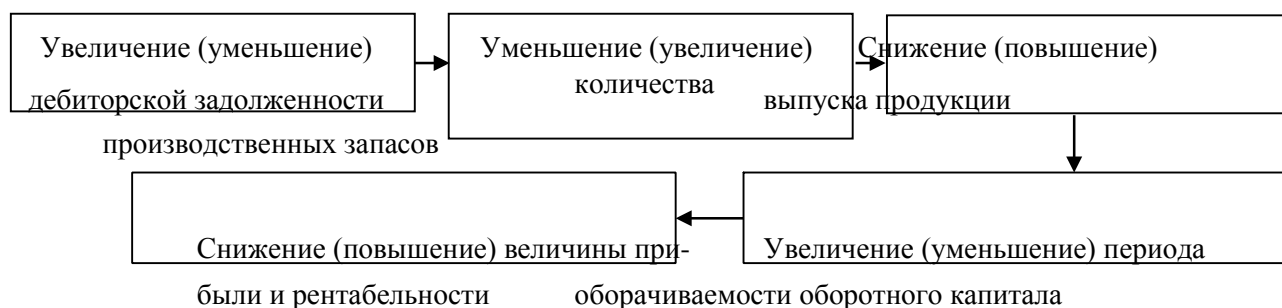 Увеличение (уменьшение)
дебиторской задолженности
Уменьшение (увеличение)
количества
производственных запасов
Снижение (повышение)
выпуска продукции
Увеличение (уменьшение) периода
оборачиваемости оборотного капитала
Снижение (повышение) величины при-
были и рентабельности